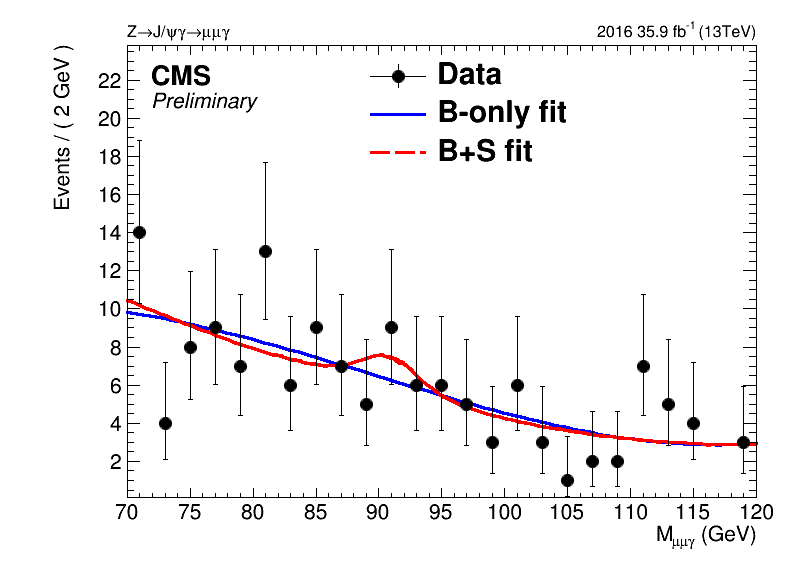 Z→J/ψγ→μμγ
2016 35.9 fb⁻¹ (13TeV)
CMS
Preliminary
Data
B-only fit
B+S fit
Events / ( 2 GeV )
22
20
18
16
14
12
10
8
6
4
2
70 75 80 85 90 95 100 105 110 115 120
M_μμγ (GeV)